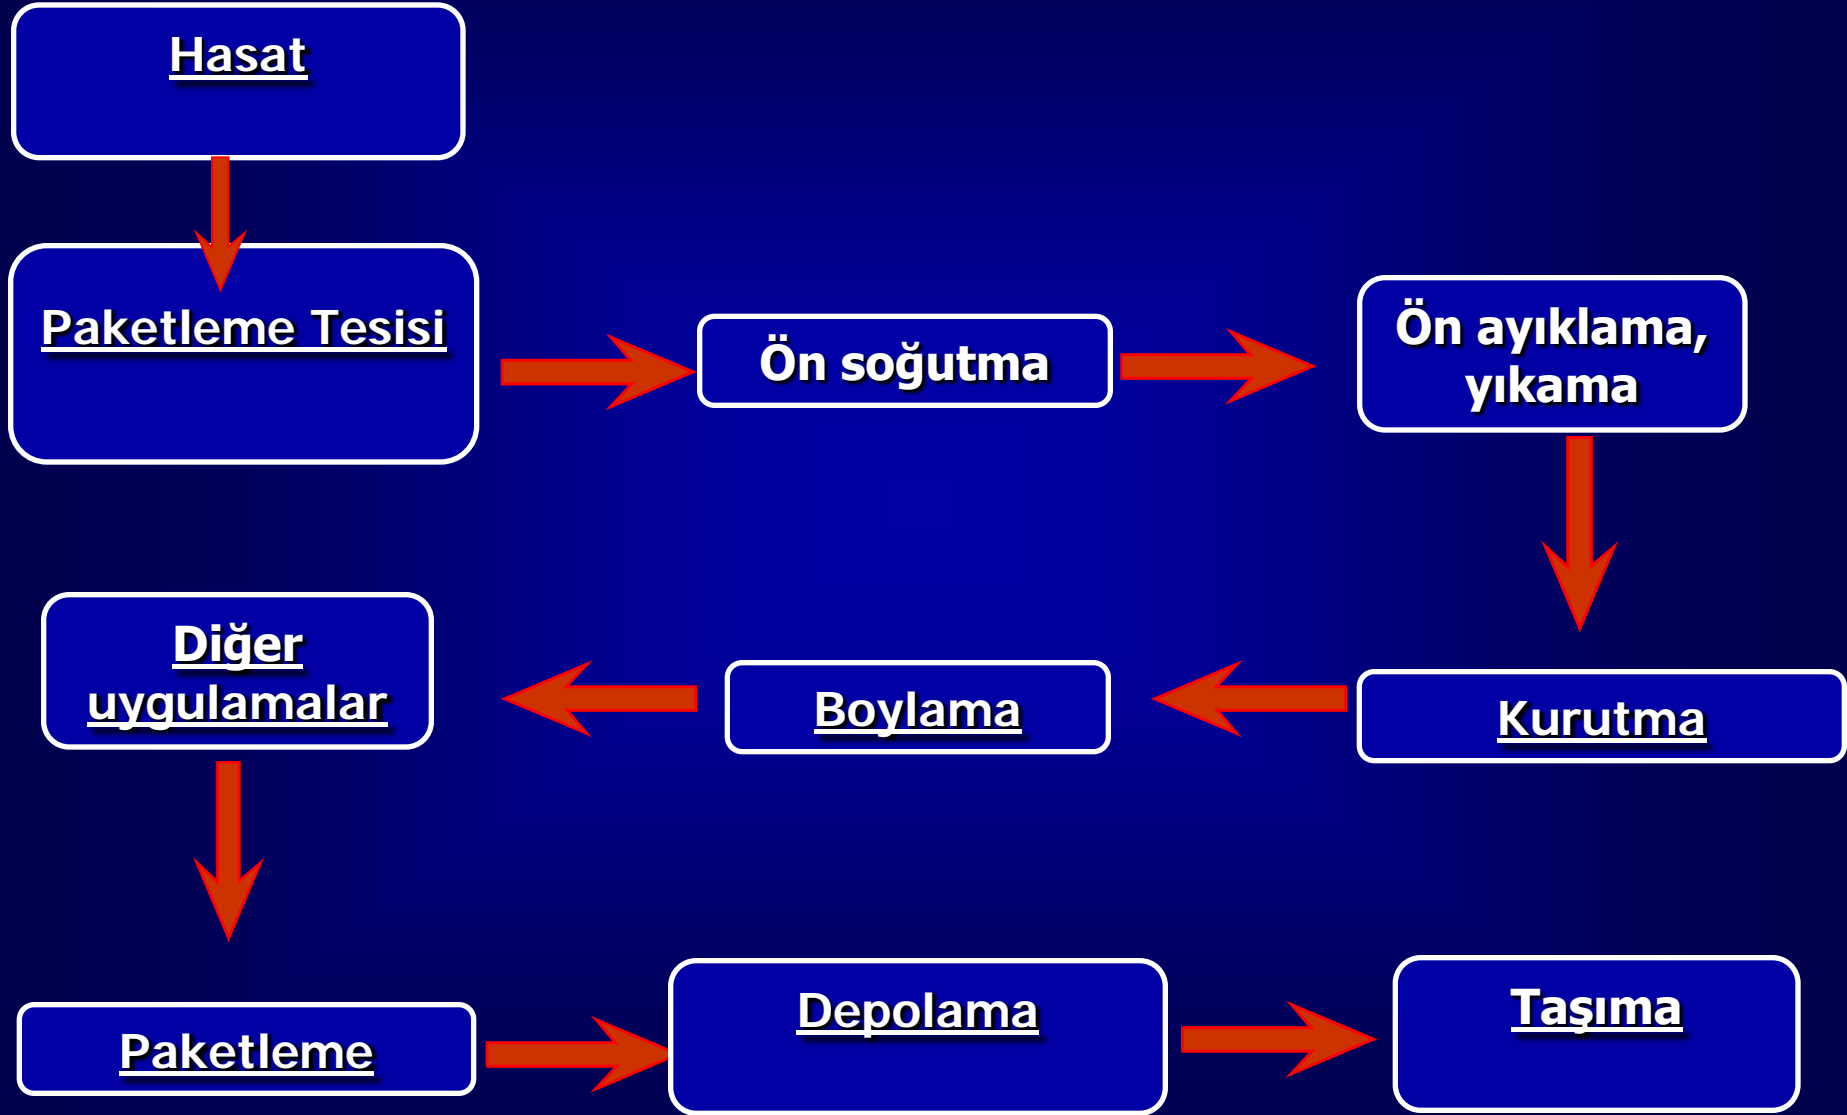 Hasat
Paketleme Tesisi
Ön soğutma
Ön ayıklama,
yıkama
Kurutma
Boylama
Diğer
uygulamalar
Paketleme
Depolama
Taşıma